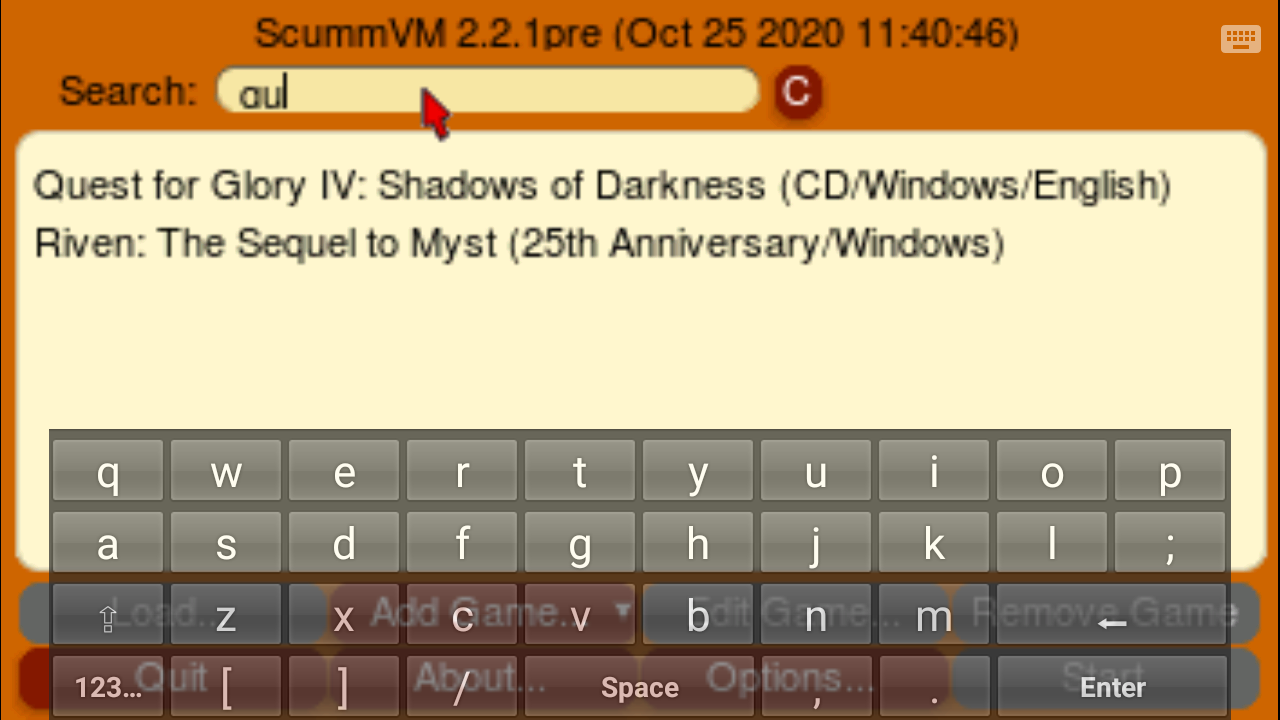 ScummVM 2.2.1pre (Oct 25 2020 11:40:46)
Search: qu C
Quest for Glory IV: Shadows of Darkness (CD/Windows/English)
Riven: The Sequel to Myst (25th Anniversary/Windows)
q w e r t y u i o p
a s d f g h j k l ;
⇧ z x c v b n m ←
Load... Add Game... Edit Game... Remove Game
123... [ ] / Space , . Enter
Quit About... Options... Start